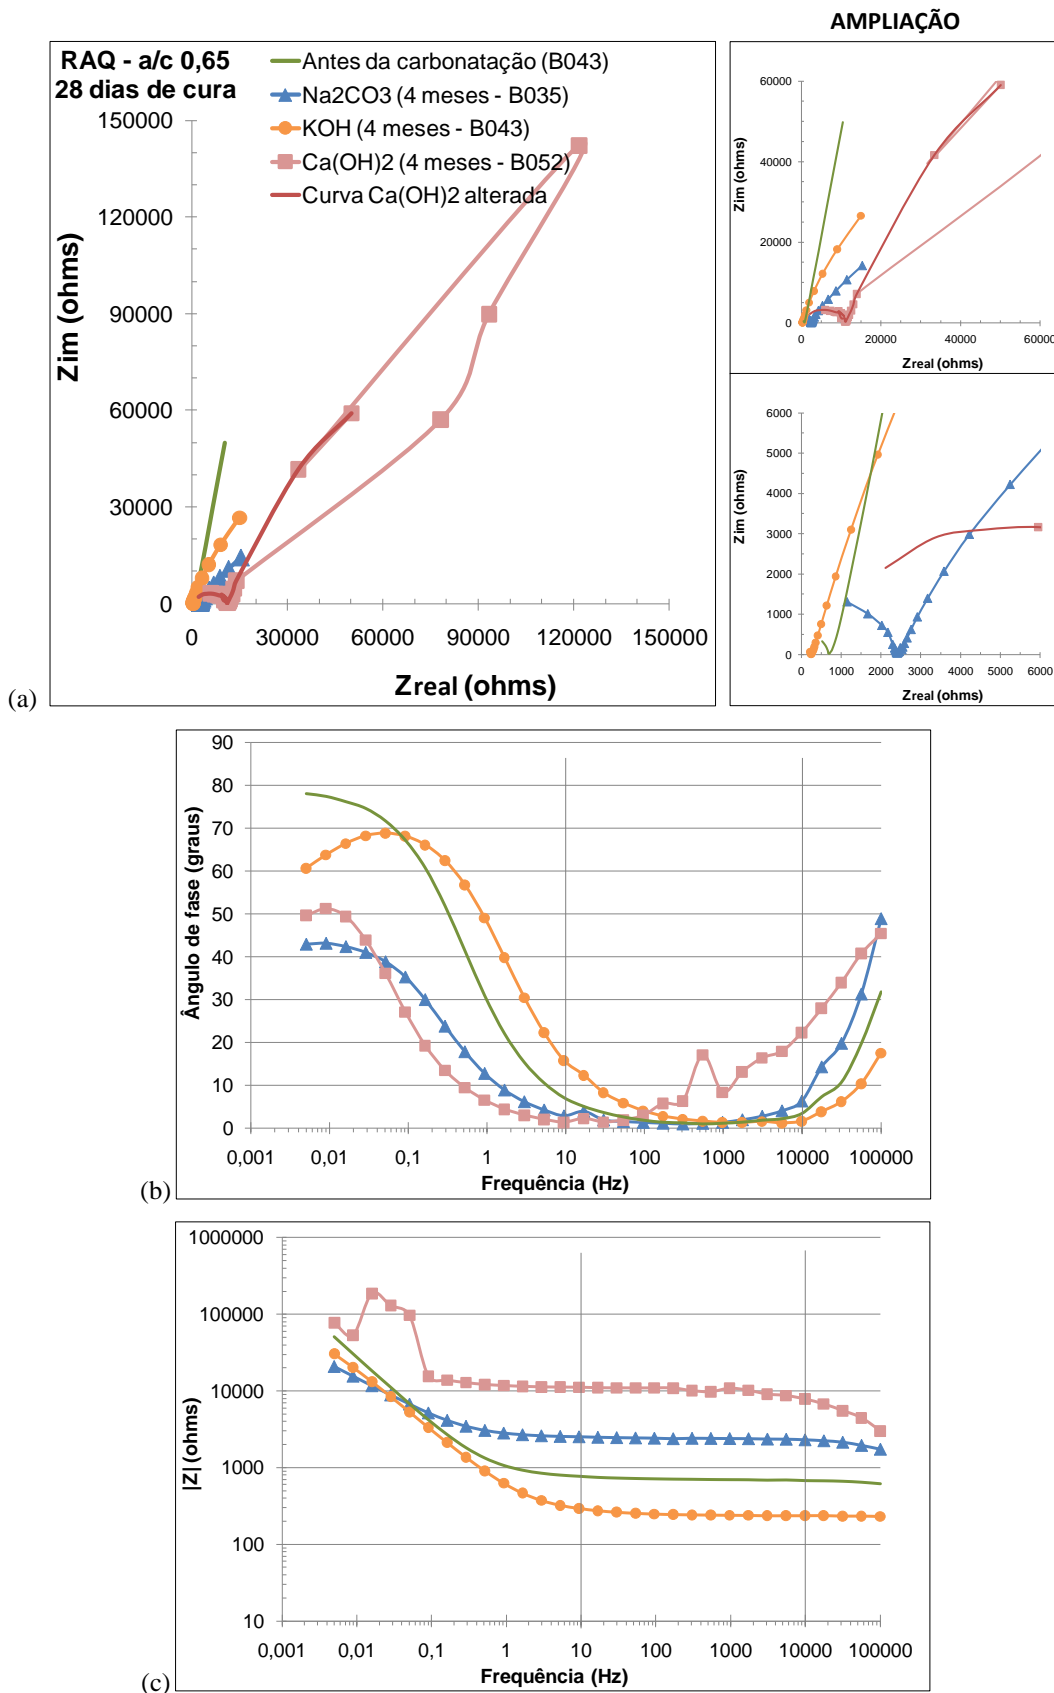 AMPLIAÇÃO
RAQ - a/c 0,65
28 dias de cura
Antes da carbonatação (B043)
Na2CO3 (4 meses - B035)
KOH (4 meses - B043)
Ca(OH)2 (4 meses - B052)
Curva Ca(OH)2 alterada
Zim (ohms)
150000
120000
90000
60000
30000
0
0 30000 60000 90000 120000 150000
Zreal (ohms)
(a)
Zim (ohms)
60000
40000
20000
0
0 20000 40000 60000
Zreal (ohms)
Zim (ohms)
6000
5000
4000
3000
2000
1000
0
0 1000 2000 3000 4000 5000 6000
Zreal (ohms)
Ângulo de fase (graus)
90
80
70
60
50
40
30
20
10
0
0,001 0,01 0,1 1 10 100 1000 10000 100000
Frequência (Hz)
(b)
|Z| (ohms)
1000000
100000
10000
1000
100
10
0,001 0,01 0,1 1 10 100 1000 10000 100000
Frequência (Hz)
(c)